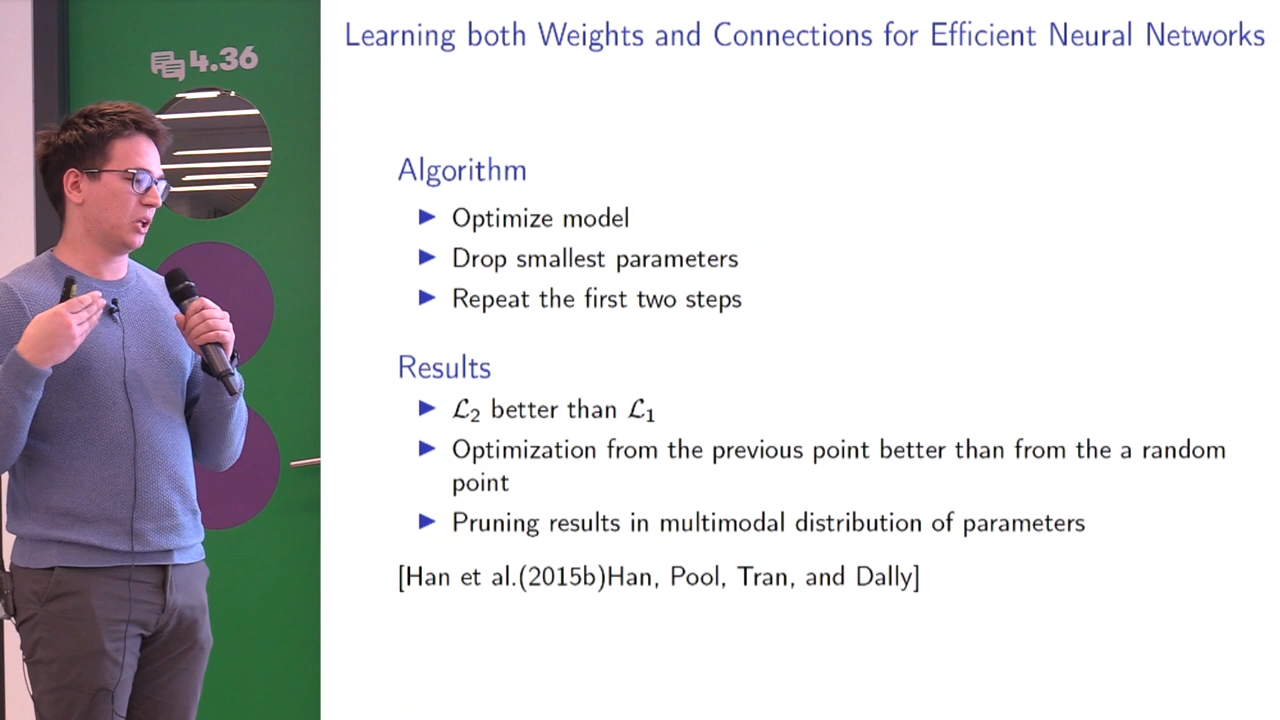 4.36
Learning both Weights and Connections for Efficient Neural Networks
Algorithm
▶ Optimize model
▶ Drop smallest parameters
▶ Repeat the first two steps
Results
▶ ℒ₂ better than ℒ₁
▶ Optimization from the previous point better than from the a random
point
▶ Pruning results in multimodal distribution of parameters
[Han et al.(2015b)Han, Pool, Tran, and Dally]